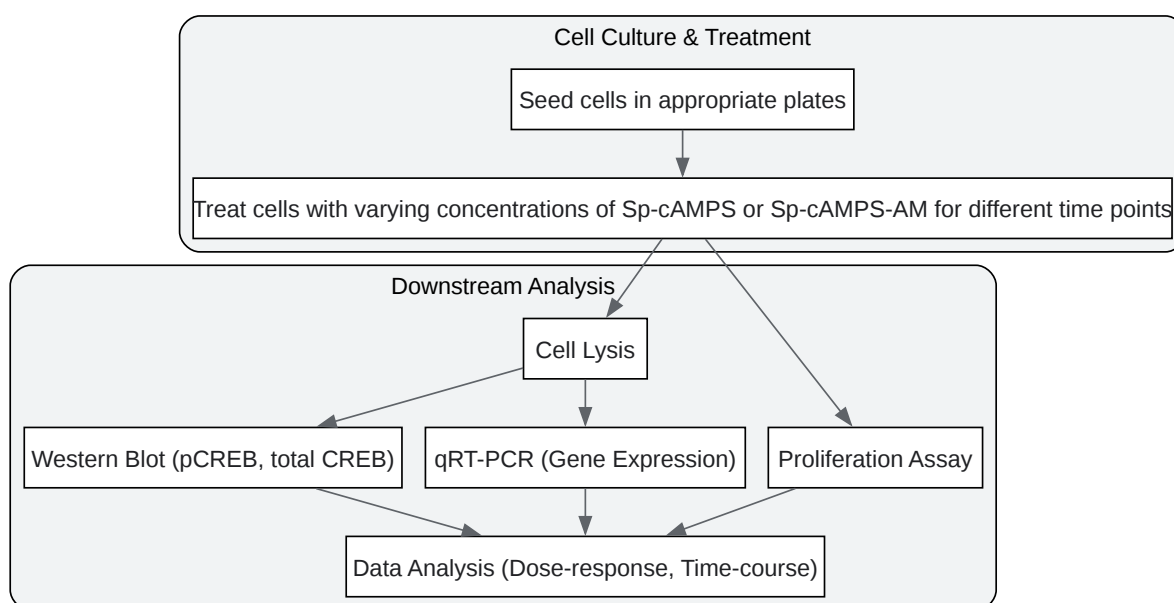 Cell Culture & Treatment
Seed cells in appropriate plates
Treat cells with varying concentrations of Sp-cAMPS or Sp-cAMPS-AM for different time points
Downstream Analysis
Cell Lysis
Western Blot (pCREB, total CREB)
qRT-PCR (Gene Expression)
Proliferation Assay
Data Analysis (Dose-response, Time-course)